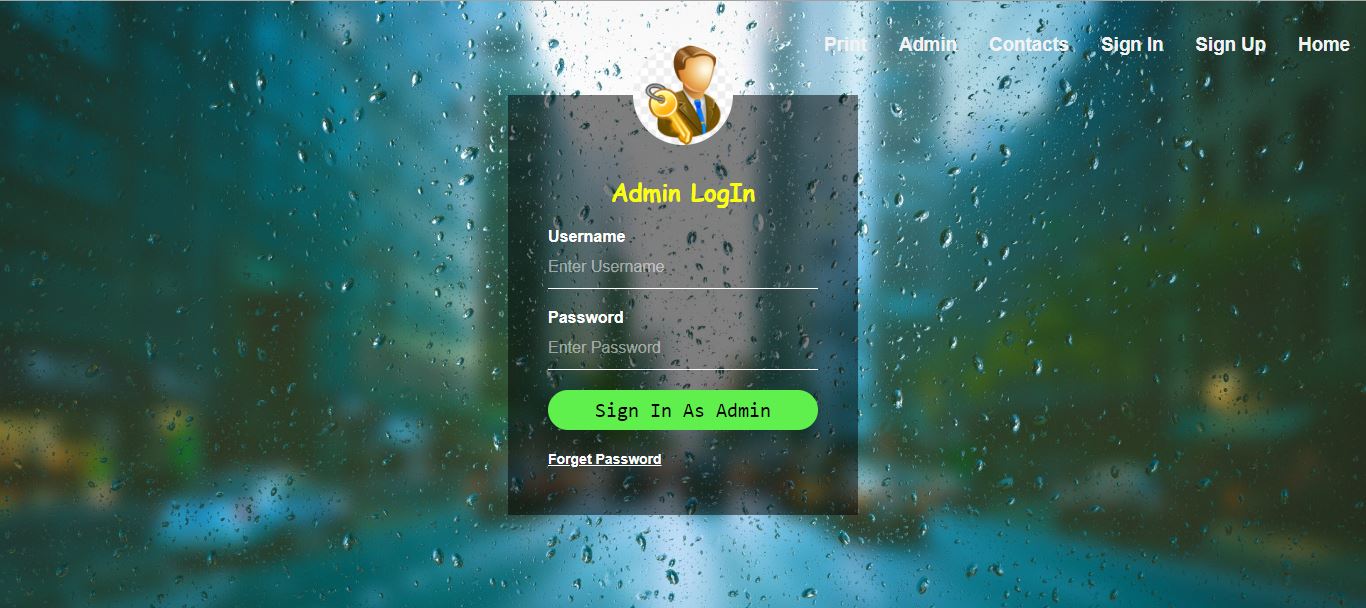 Print Admin Contacts Sign In Sign Up Home
Admin LogIn
Username
Enter Username
Password
Enter Password
Sign In As Admin
Forget Password